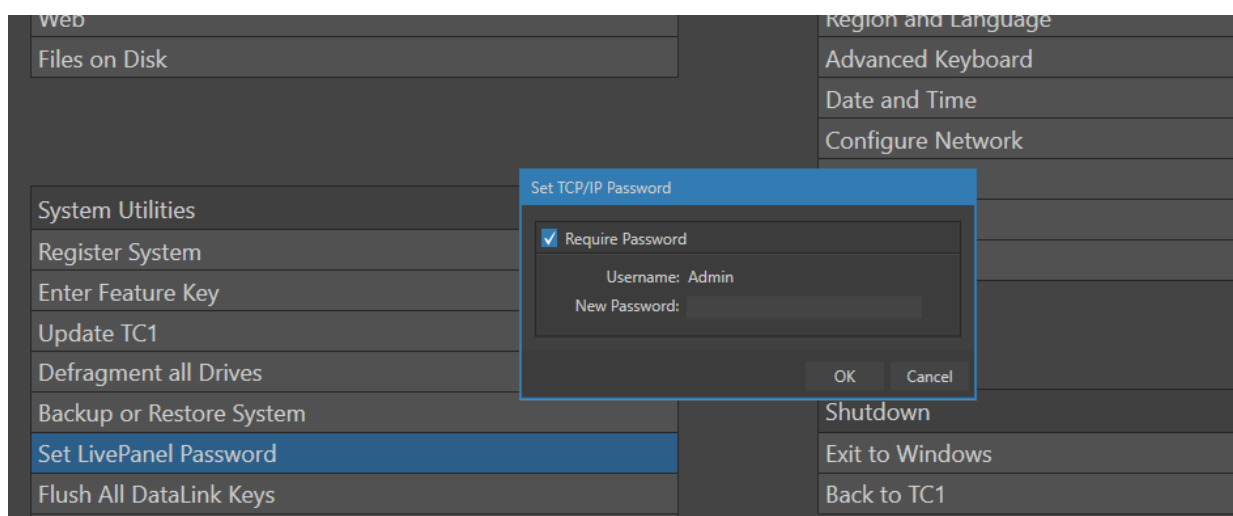 Web
Files on Disk
System Utilities
Register System
Enter Feature Key
Update TC1
Defragment all Drives
Backup or Restore System
Set LivePanel Password
Flush All DataLink Keys
Set TCP/IP Password
Require Password
Username: Admin
New Password:
OK Cancel
Region and Language
Advanced Keyboard
Date and Time
Configure Network
Shutdown
Exit to Windows
Back to TC1